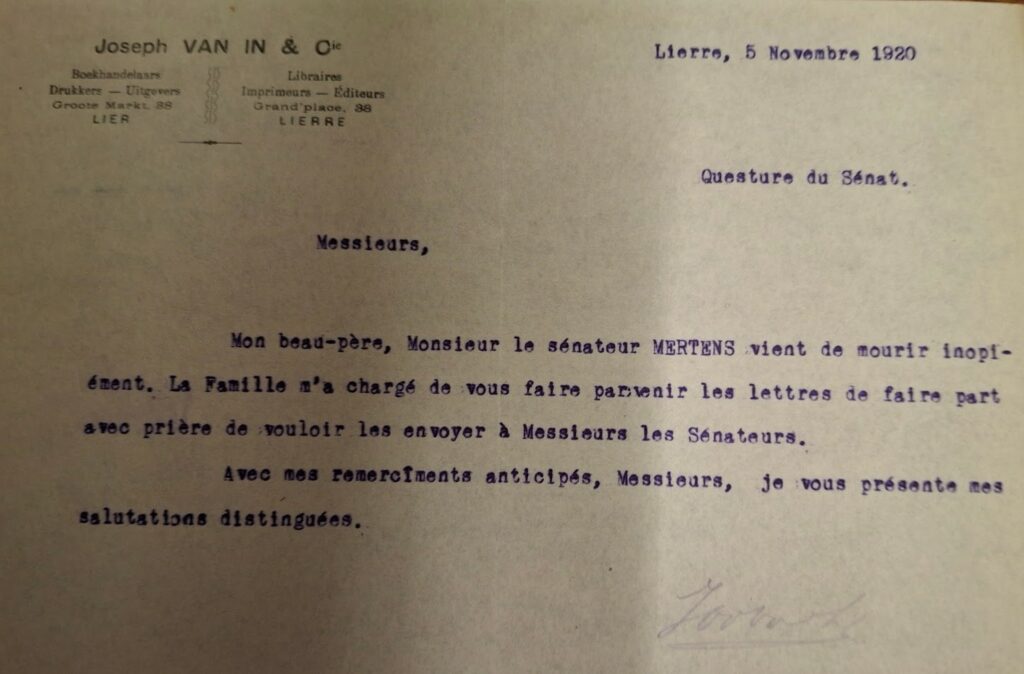 Joseph VAN IN & Cie
Boekhandelaars
Drukkers — Uitgevers
Groote Markt, 38
LIER
Libraires
Imprimeurs — Éditeurs
Grand'place, 38
LIERRE
Lierre, 5 Novembre 1920
Questure du Sénat.
Messieurs,
Mon beau-père, Monsieur le sénateur MERTENS vient de mourir inopi-
ément. La Famille m'a chargé de vous faire parvenir les lettres de faire part
avec prière de vouloir les envoyer à Messieurs les Sénateurs.
Avec mes remercîments anticipés, Messieurs, je vous présente mes
salutations distinguées.